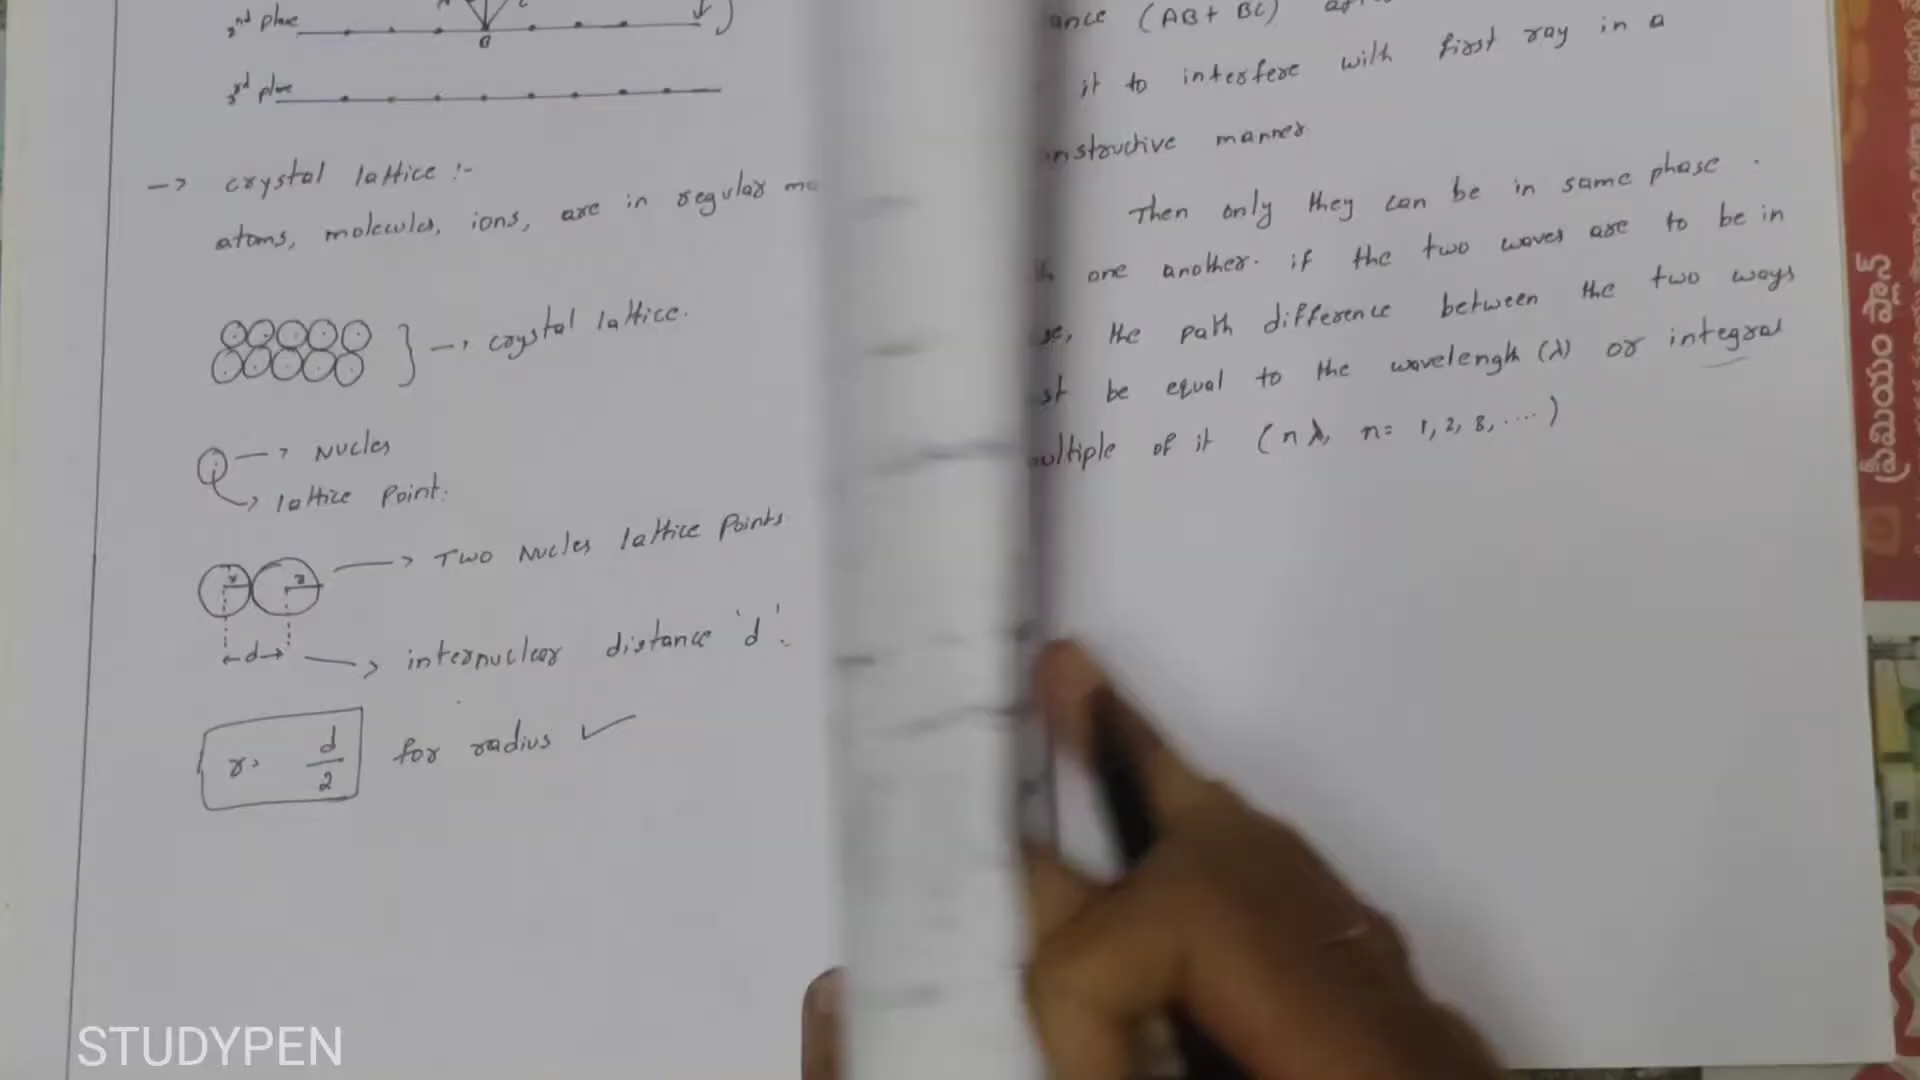 2nd plane
B
3rd plane
-> crystal lattice :-
atoms, molecules, ions, are in regular
} -> crystal lattice.
-> Nucles
-> lattice point.
r r -> Two Nucles lattice Points
<-d-> -> internuclear distance 'd'.
r = d/2 for radius ✓
(AB + BC)
it to interfere with first ray in a
manner
Then only they can be in same phase.
one another. if the two waves are to be in
the path difference between the two ways
be equal to the wavelength (λ) or integral
of it (nλ, n= 1, 2, 3, ....)
ప్రీమియం ప్లాన్
STUDYPEN